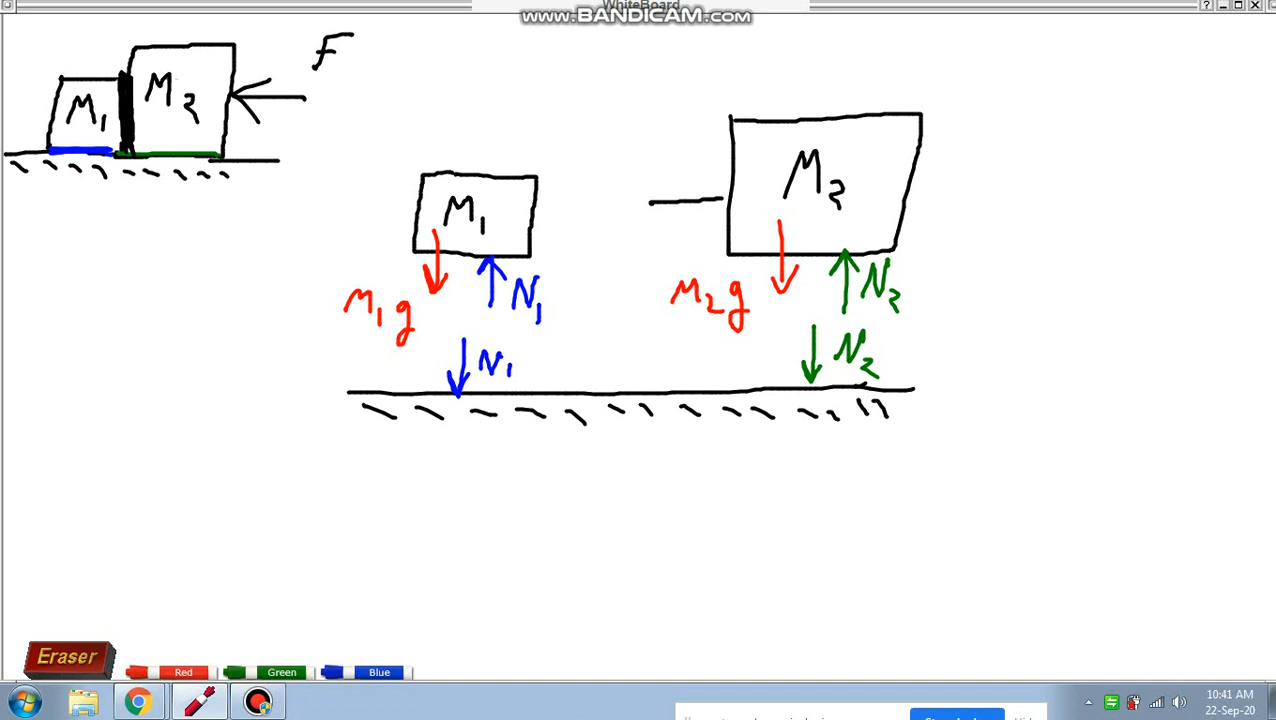 WhiteBoard
www.BANDICAM.com
F
M1
M2
M1
M2
M1g
N1
M2g
N2
N1
N2
Eraser
Red
Green
Blue
10:41 AM
22-Sep-20